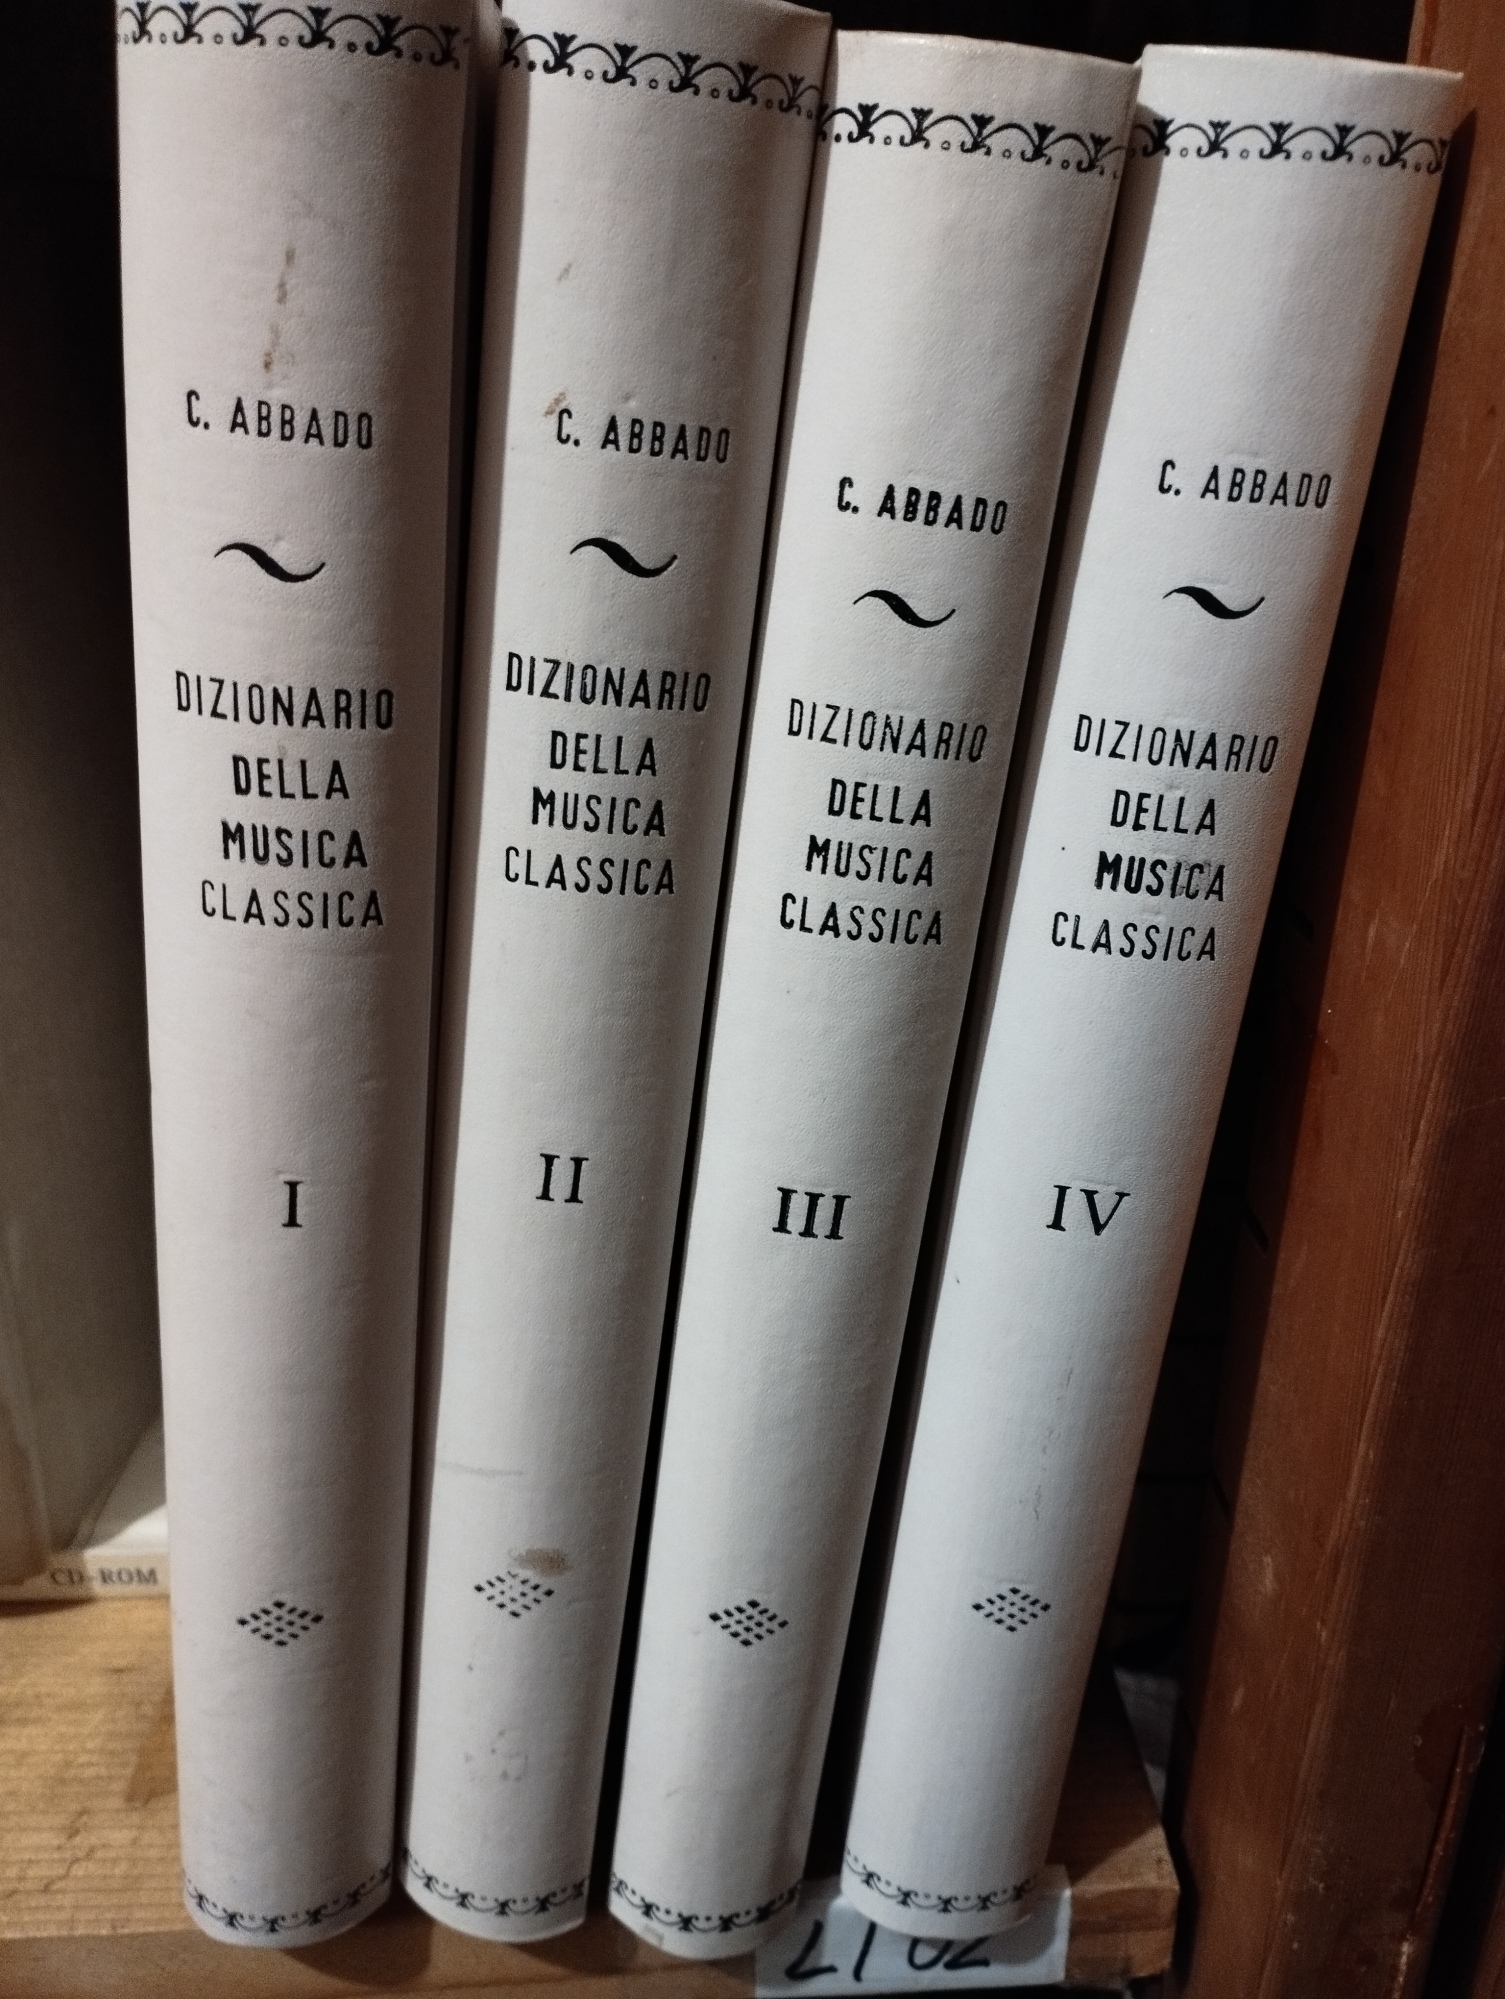 C. ABBADO
DIZIONARIO
DELLA
MUSICA
CLASSICA
I
C. ABBADO
DIZIONARIO
DELLA
MUSICA
CLASSICA
II
C. ABBADO
DIZIONARIO
DELLA
MUSICA
CLASSICA
III
C. ABBADO
DIZIONARIO
DELLA
MUSICA
CLASSICA
IV
CD-ROM